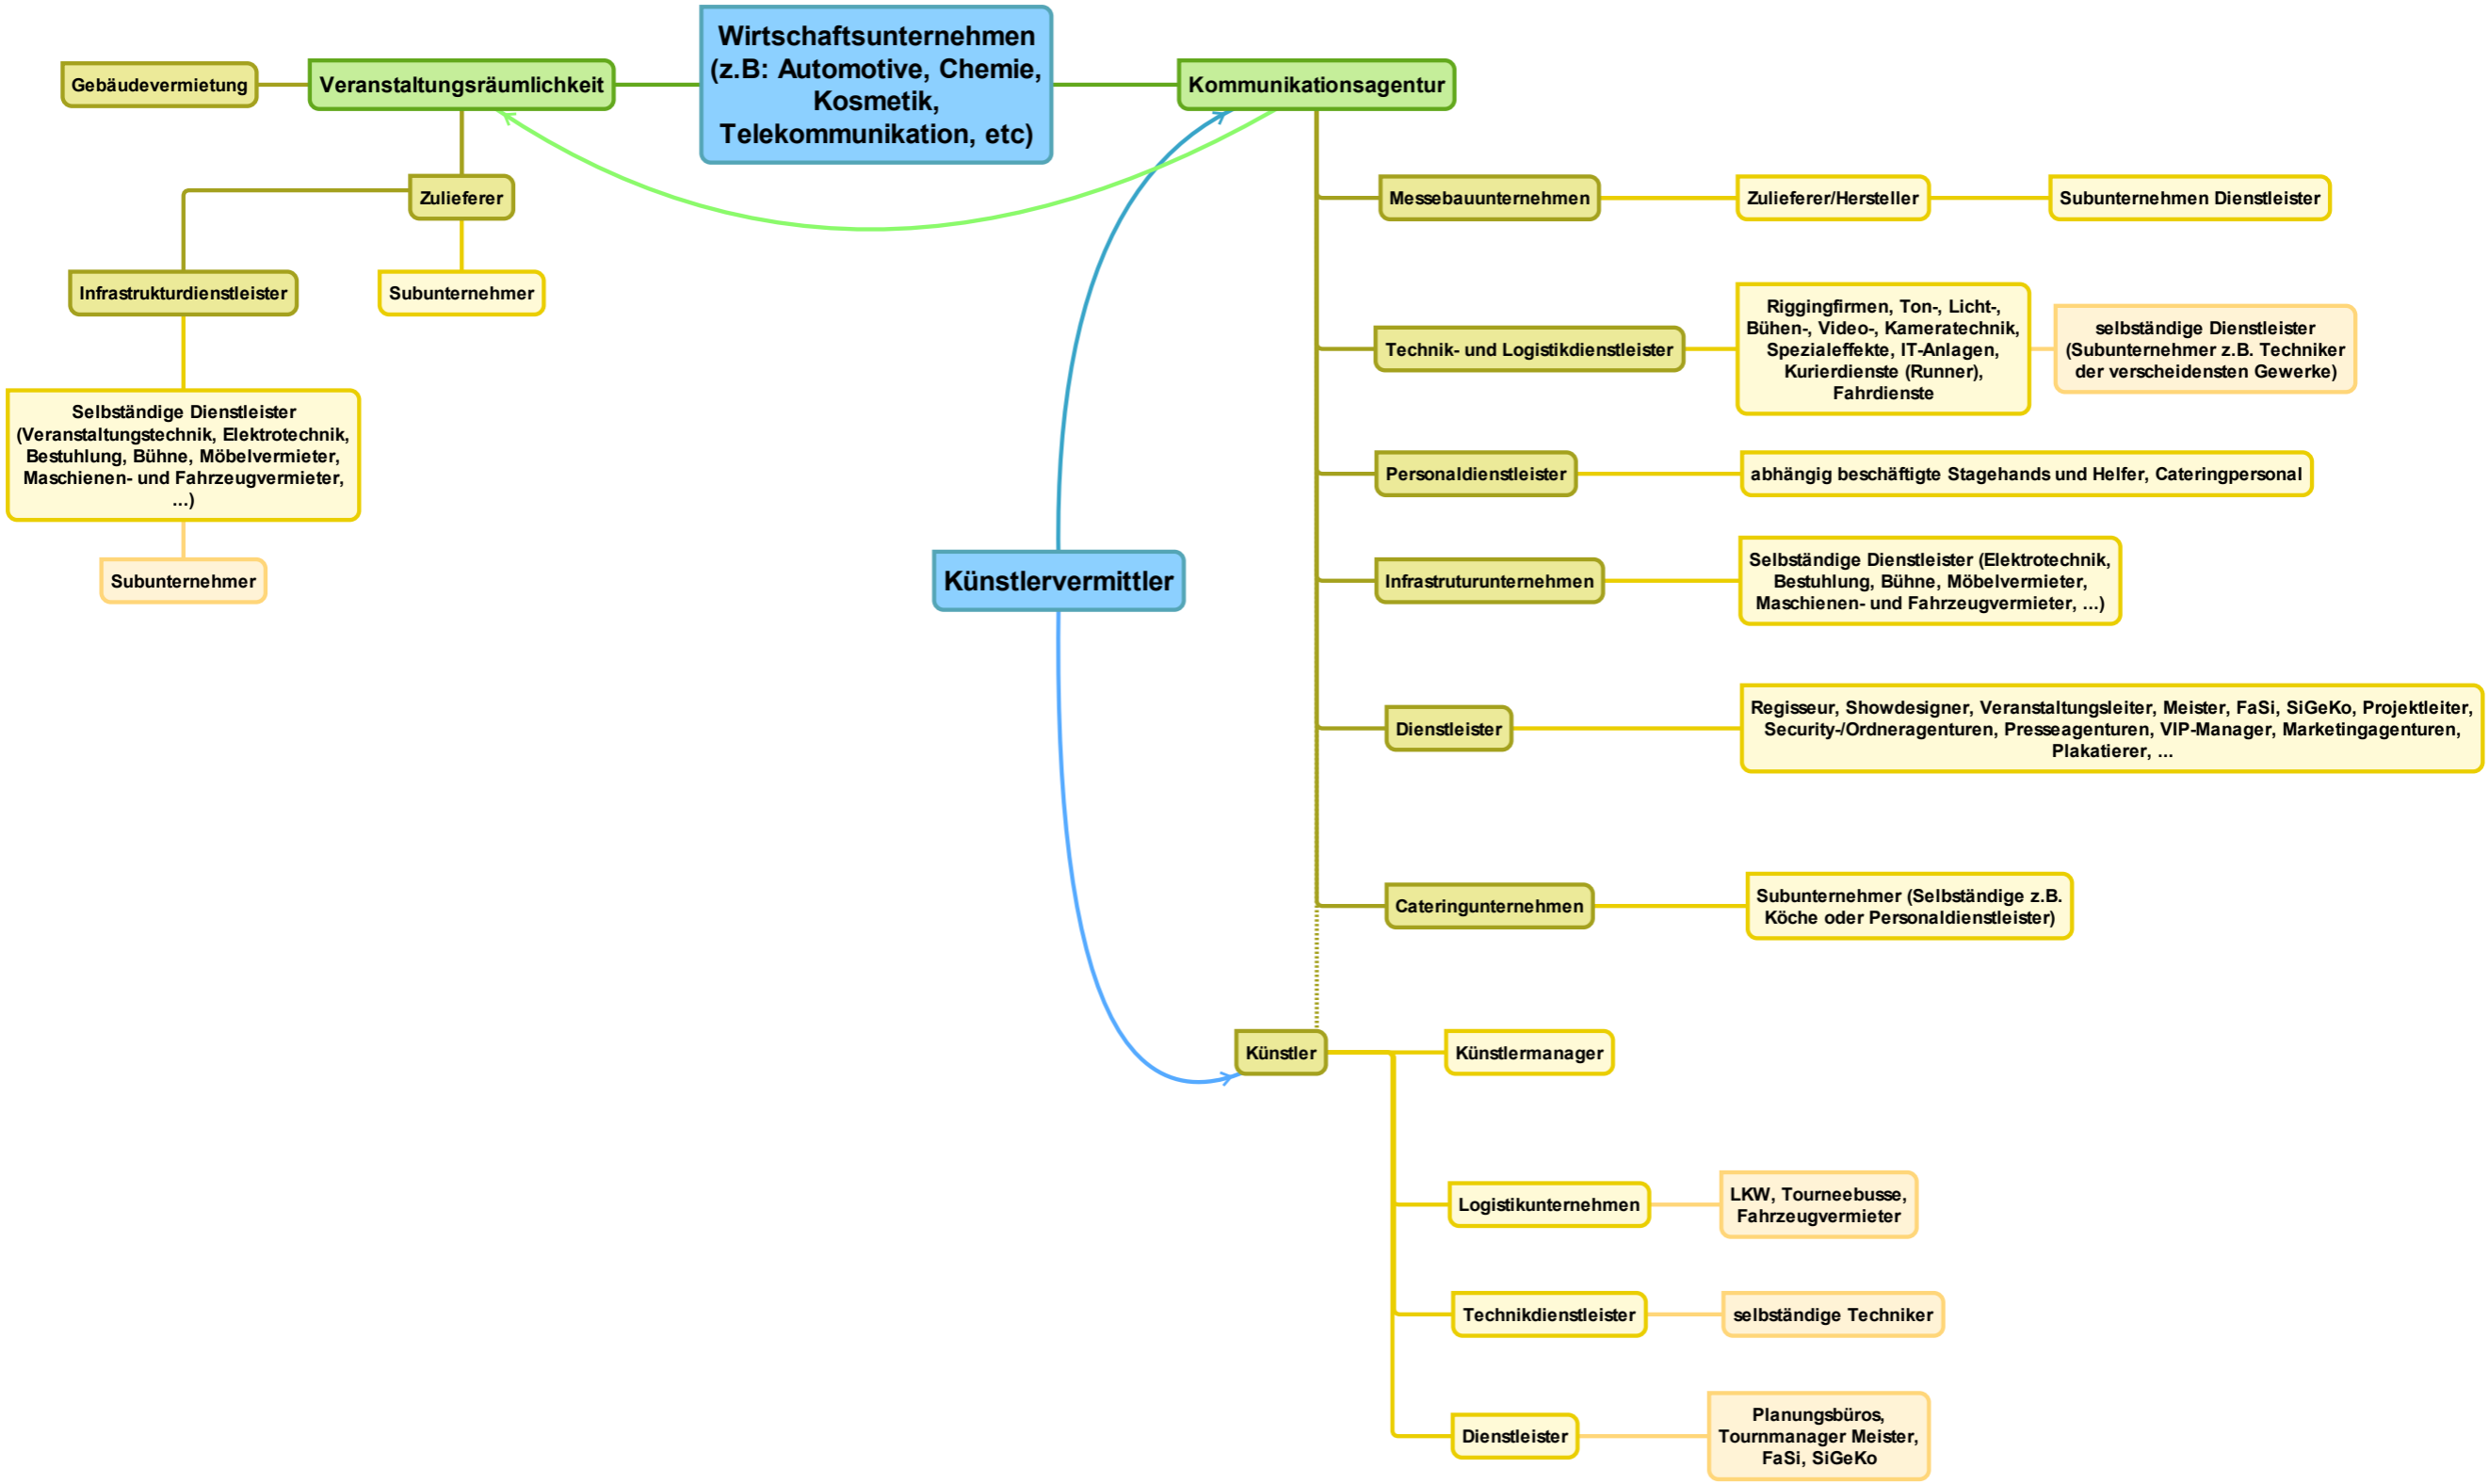 Wirtschaftsunternehmen
(z.B: Automotive, Chemie,
Kosmetik,
Telekommunikation, etc)
Gebäudevermietung
Veranstaltungsräumlichkeit
Kommunikationsagentur
Zulieferer
Infrastrukturdienstleister
Subunternehmer
Selbständige Dienstleister
(Veranstaltungstechnik, Elektrotechnik,
Bestuhlung, Bühne, Möbelvermieter,
Maschienen- und Fahrzeugvermieter,
...)
Subunternehmer
Künstlervermittler
Messebauunternehmen
Zulieferer/Hersteller
Subunternehmen Dienstleister
Technik- und Logistikdienstleister
Riggingfirmen, Ton-, Licht-,
Bühen-, Video-, Kameratechnik,
Spezialeffekte, IT-Anlagen,
Kurierdienste (Runner),
Fahrdienste
selbständige Dienstleister
(Subunternehmer z.B. Techniker
der verscheidensten Gewerke)
Personaldienstleister
abhängig beschäftigte Stagehands und Helfer, Cateringpersonal
Infrastruturunternehmen
Selbständige Dienstleister (Elektrotechnik,
Bestuhlung, Bühne, Möbelvermieter,
Maschienen- und Fahrzeugvermieter, ...)
Dienstleister
Regisseur, Showdesigner, Veranstaltungsleiter, Meister, FaSi, SiGeKo, Projektleiter,
Security-/Ordneragenturen, Presseagenturen, VIP-Manager, Marketingagenturen,
Plakatierer, ...
Cateringunternehmen
Subunternehmer (Selbständige z.B.
Köche oder Personaldienstleister)
Künstler
Künstlermanager
Logistikunternehmen
LKW, Tourneebusse,
Fahrzeugvermieter
Technikdienstleister
selbständige Techniker
Dienstleister
Planungsbüros,
Tournmanager Meister,
FaSi, SiGeKo